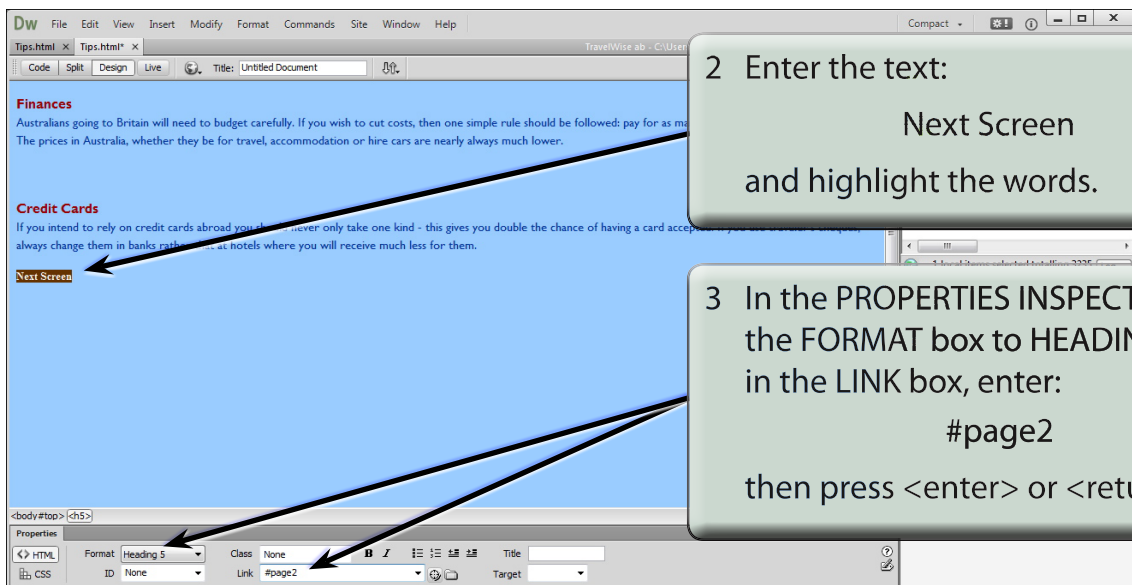 Dw File Edit View Insert Modify Format Commands Site Window Help Compact
Tips.html × Tips.html* × TravelWise ab - C:\User
Code Split Design Live Title: Untitled Document
2 Enter the text:
Next Screen
and highlight the words.
Finances
Australians going to Britain will need to budget carefully. If you wish to cut costs, then one simple rule should be followed: pay for as
The prices in Australia, whether they be for travel, accommodation or hire cars are nearly always much lower.
Credit Cards
If you intend to rely on credit cards abroad you never only take one kind - this gives you double the chance of having a card
always change them in banks at hotels where you will receive much less for them.
Next Screen
3 In the PROPERTIES INSPECT
the FORMAT box to HEADIN
in the LINK box, enter:
#page2
then press <enter> or <retu
<body#top> <h5>
Properties
<> HTML Format Heading 5 Class None B I Title
CSS ID None Link #page2 Target